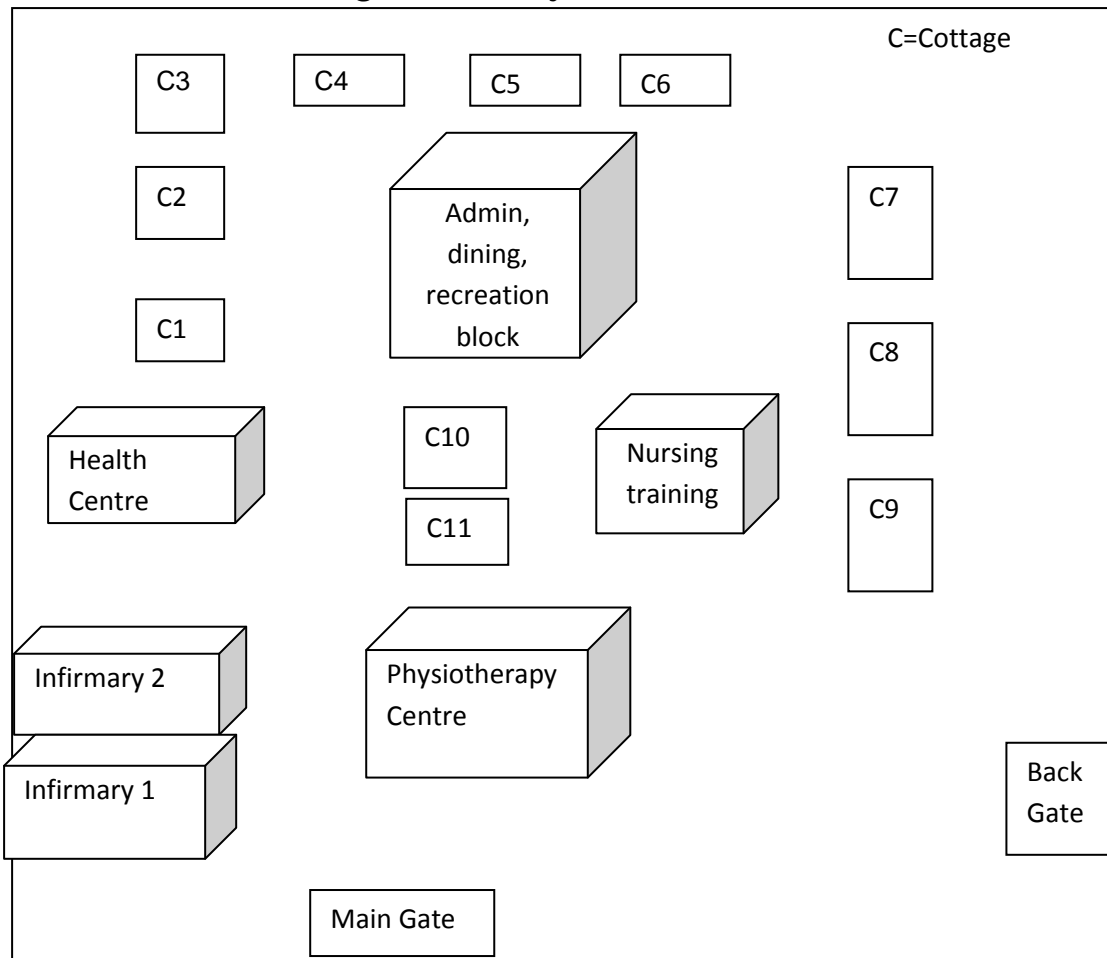 C=Cottage
C3
C4
C5
C6
C2
Admin,
dining,
recreation
block
C7
C1
C8
Health
Centre
C10
Nursing
training
C11
C9
Infirmary 2
Physiotherapy
Centre
Infirmary 1
Back
Gate
Main Gate